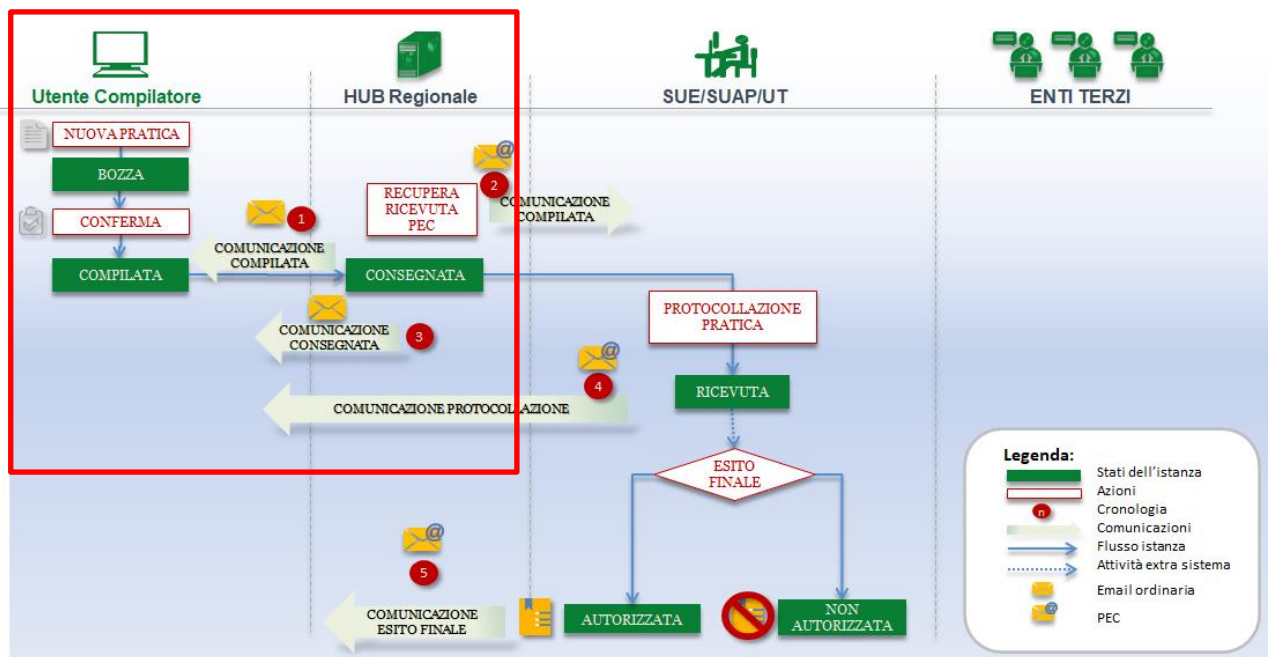 Utente Compilatore
HUB Regionale
SUE/SUAP/UT
ENTI TERZI
NUOVA PRATICA
BOZZA
CONFERMA
COMPILATA
1
COMUNICAZIONE
COMPILATA
RECUPERA
RICEVUTA
PEC
@
2
COMUNICAZIONE
COMPILATA
CONSEGNATA
COMUNICAZIONE
CONSEGNATA
3
PROTOCOLLAZIONE
PRATICA
@
4
COMUNICAZIONE PROTOCOLLAZIONE
RICEVUTA
ESITO
FINALE
@
5
COMUNICAZIONE
ESITO FINALE
AUTORIZZATA
NON
AUTORIZZATA
Legenda:
Stati dell'istanza
Azioni
n
Cronologia
Comunicazioni
Flusso istanza
Attività extra sistema
Email ordinaria
@
PEC